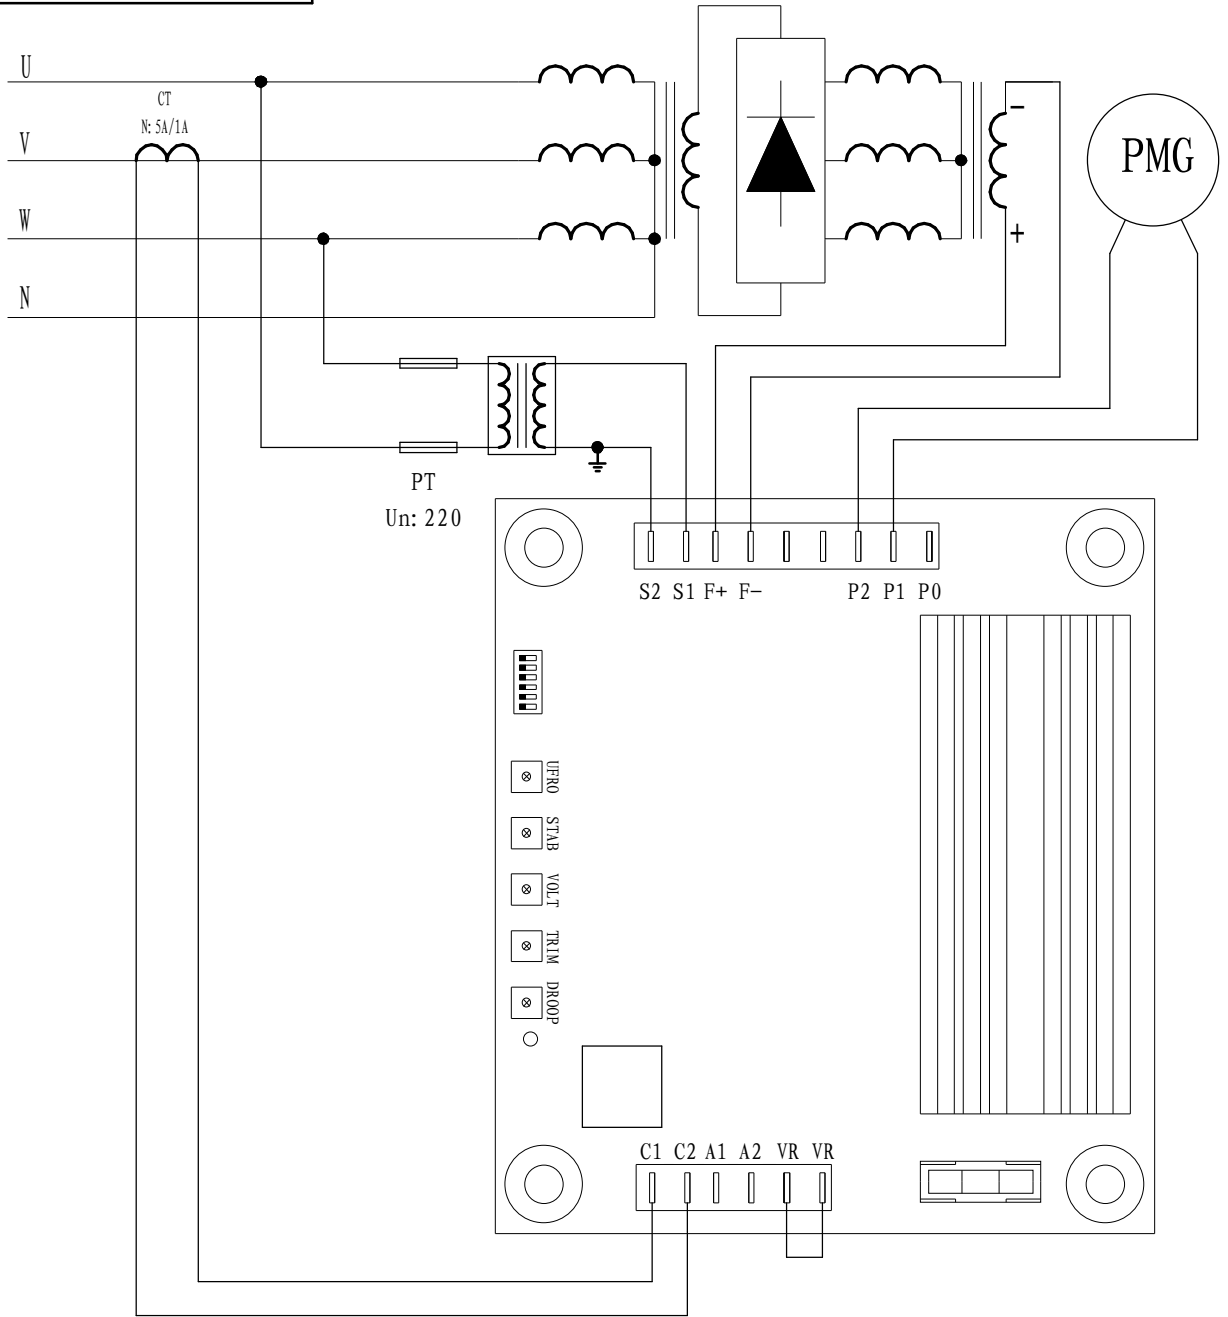 U
CT
N: 5A/1A
V
W
N
−
+
PMG
PT
Un: 220
S2 S1 F+ F− P2 P1 P0
UFRO
STAB
VOLT
TRIM
DROOP
C1 C2 A1 A2 VR VR